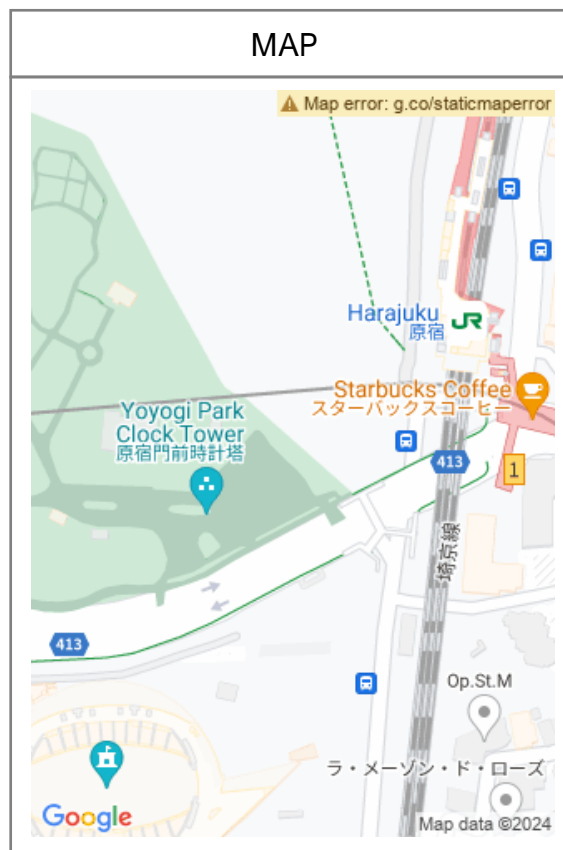 MAP
Map error: g.co/staticmaperror
Harajuku
原宿
JR
Starbucks Coffee
スターバックスコーヒー
Yoyogi Park
Clock Tower
原宿門前時計塔
413
1
埼京線
413
Op.St.M
ラ・メーゾン・ド・ローズ
Google
Map data ©2024